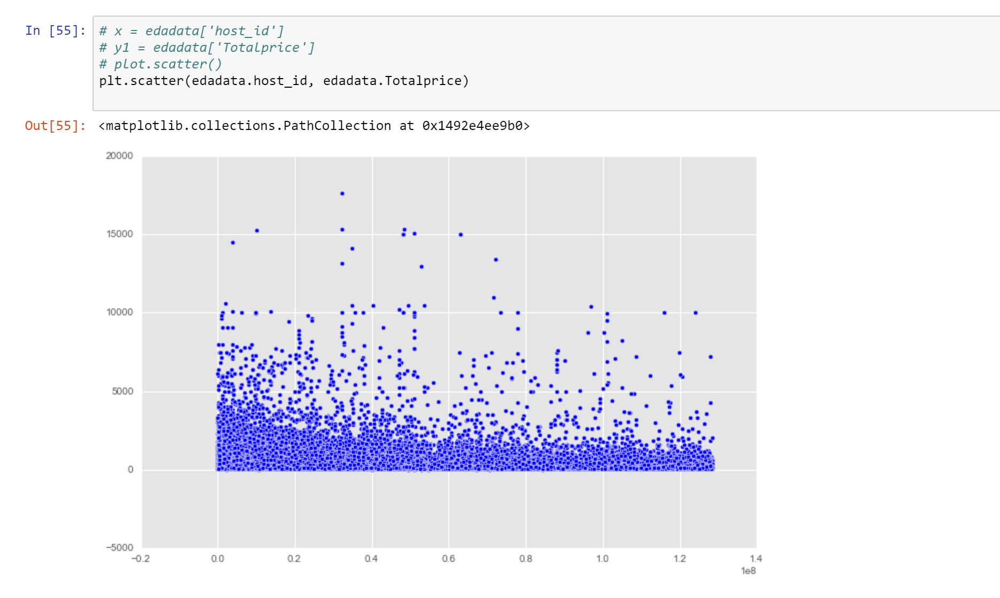 In [55]:
# x = edadata['host_id']
# y1 = edadata['Totalprice']
# plot.scatter()
plt.scatter(edadata.host_id, edadata.Totalprice)
Out[55]:
<matplotlib.collections.PathCollection at 0x1492e4ee9b0>
20000
15000
10000
5000
0
−5000
−0.2 0.0 0.2 0.4 0.6 0.8 1.0 1.2 1.4
1e8